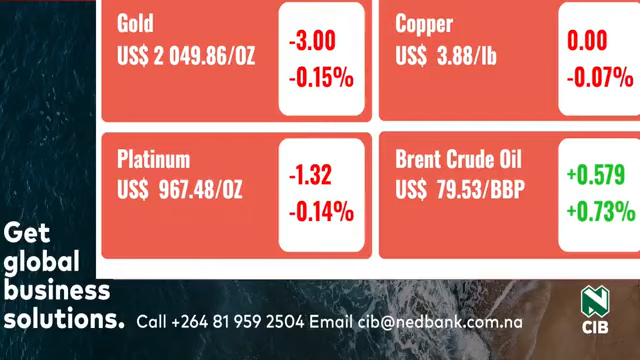 Gold
US$ 2 049.86/OZ
-3.00
-0.15%
Copper
US$ 3.88/lb
0.00
-0.07%
Platinum
US$ 967.48/OZ
-1.32
-0.14%
Brent Crude Oil
US$ 79.53/BBP
+0.579
+0.73%
Get
global
business
solutions.
Call +264 81 959 2504 Email cib@nedbank.com.na
CIB